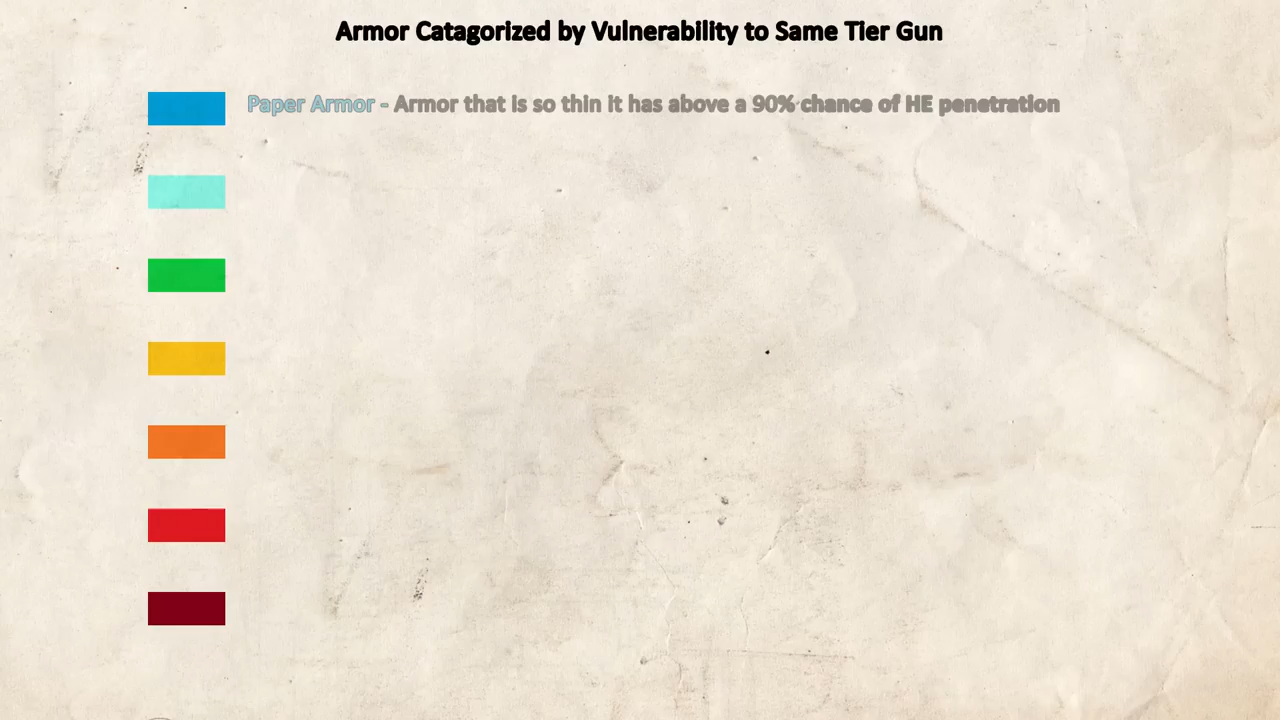 Armor Catagorized by Vulnerability to Same Tier Gun
Paper Armor - Armor that is so thin it has above a 90% chance of HE penetration